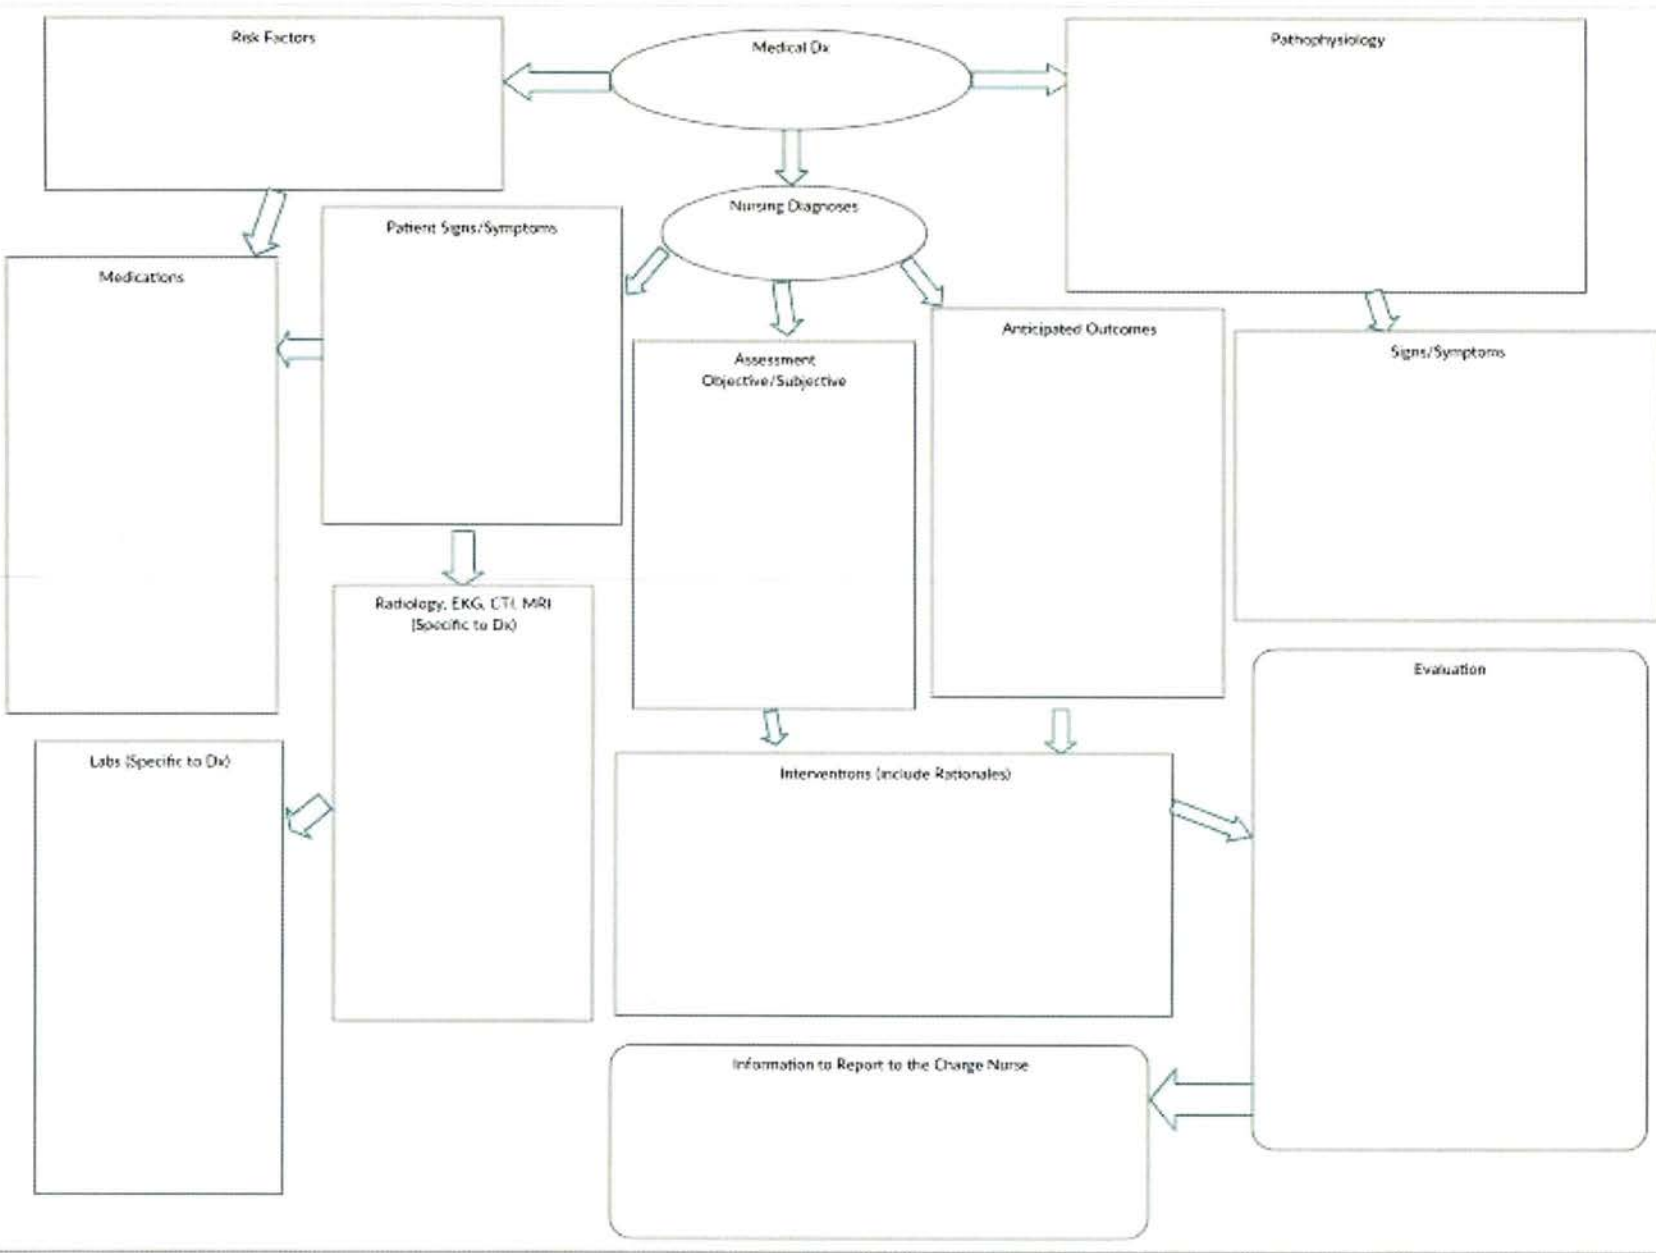 Risk Factors
Medical Dx
Pathophysiology
Nursing Diagnoses
Patient Signs/Symptoms
Medications
Anticipated Outcomes
Signs/Symptoms
Assessment
Objective/Subjective
Radiology, EKG, CT, MRI
(Specific to Dx)
Evaluation
Labs (Specific to Dx)
Interventions (include Rationales)
Information to Report to the Charge Nurse